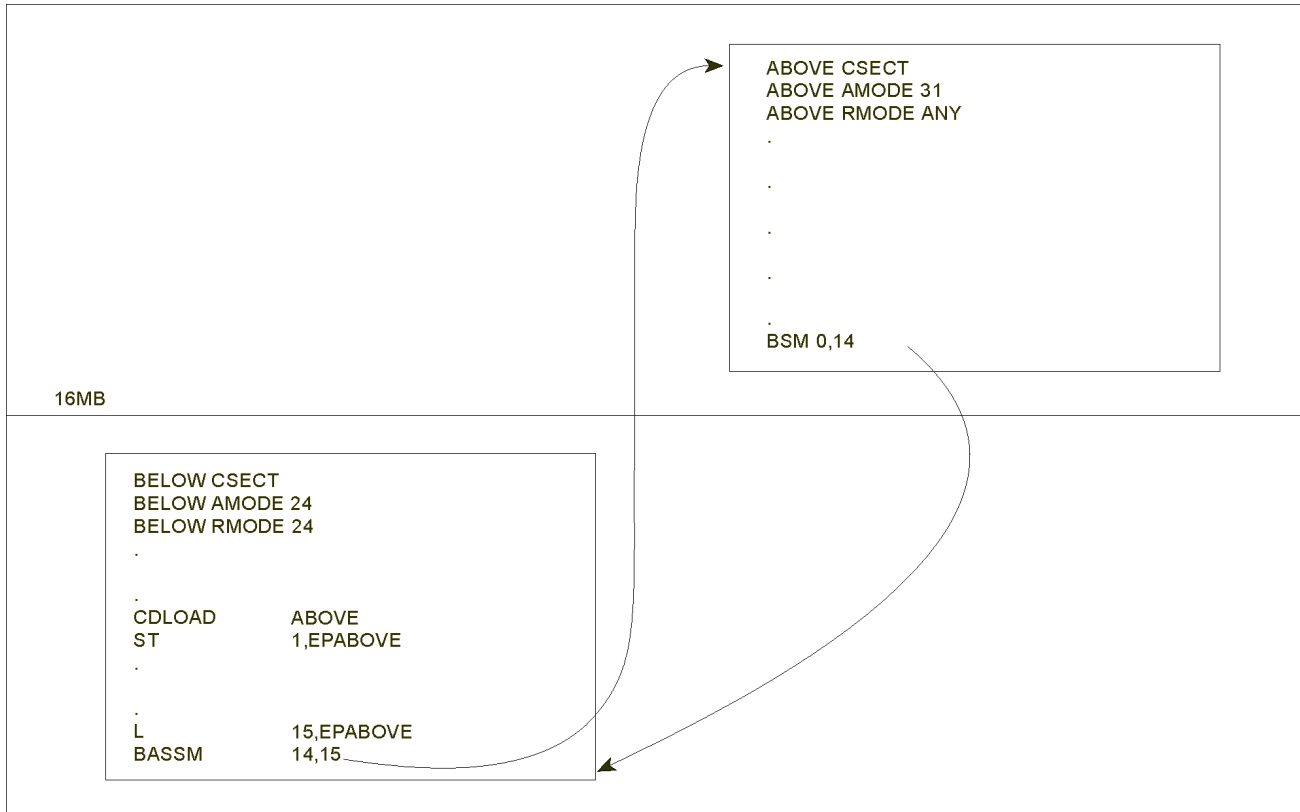 ABOVE CSECT
ABOVE AMODE 31
ABOVE RMODE ANY
.
.
.
.
.
BSM 0,14
16MB
BELOW CSECT
BELOW AMODE 24
BELOW RMODE 24
.
.
CDLOAD ABOVE
ST 1,EPABOVE
.
.
L 15,EPABOVE
BASSM 14,15